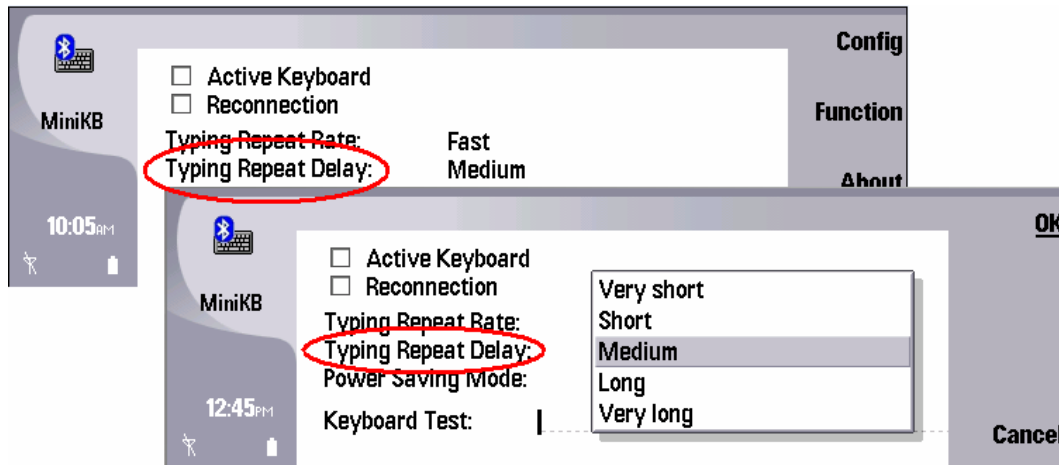 Config
Active Keyboard
Reconnection
MiniKB
Function
Typing Repeat Rate: Fast
Typing Repeat Delay: Medium
About
10:05AM
OK
Active Keyboard
Reconnection
MiniKB
Very short
Typing Repeat Rate: Short
Typing Repeat Delay: Medium
Power Saving Mode: Long
12:45PM
Very long
Keyboard Test:
Cancel